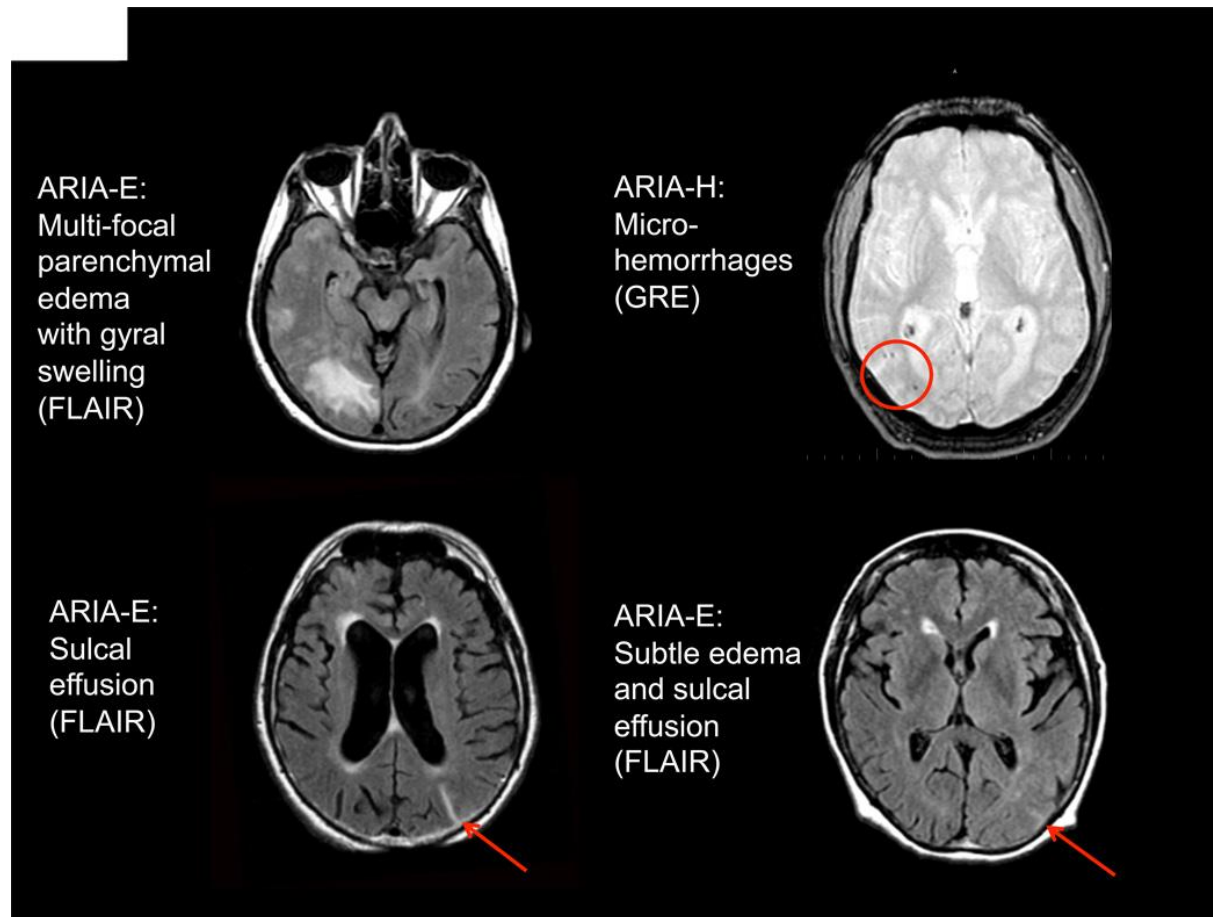 ARIA-E:
Multi-focal
parenchymal
edema
with gyral
swelling
(FLAIR)
A
ARIA-H:
Micro-
hemorrhages
(GRE)
ARIA-E:
Sulcal
effusion
(FLAIR)
ARIA-E:
Subtle edema
and sulcal
effusion
(FLAIR)